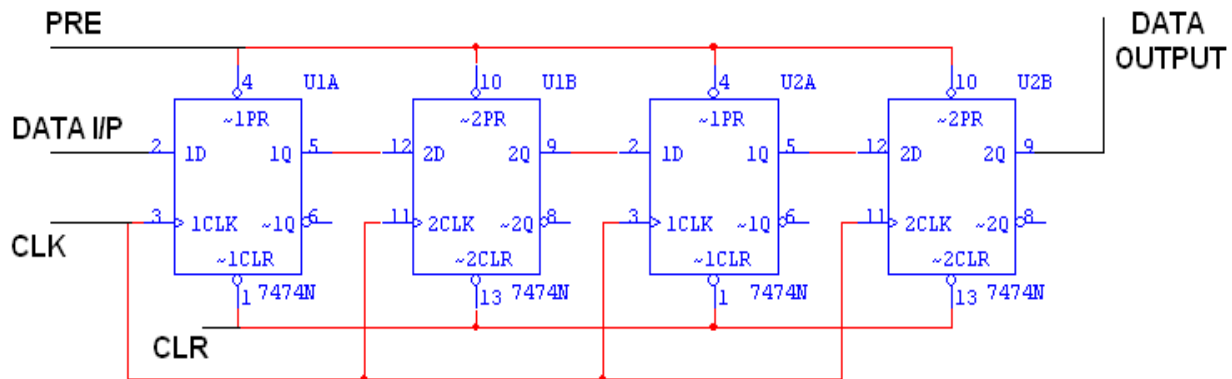 PRE
DATA
OUTPUT
4 U1A
10 U1B
4 U2A
10 U2B
~1PR
~2PR
~1PR
~2PR
DATA I/P
2 1D 1Q 5
12 2D 2Q 9
2 1D 1Q 5
12 2D 2Q 9
CLK
3 1CLK ~1Q 6
11 2CLK ~2Q 8
3 1CLK ~1Q 6
11 2CLK ~2Q 8
~1CLR
~2CLR
~1CLR
~2CLR
1 7474N
13 7474N
1 7474N
13 7474N
CLR